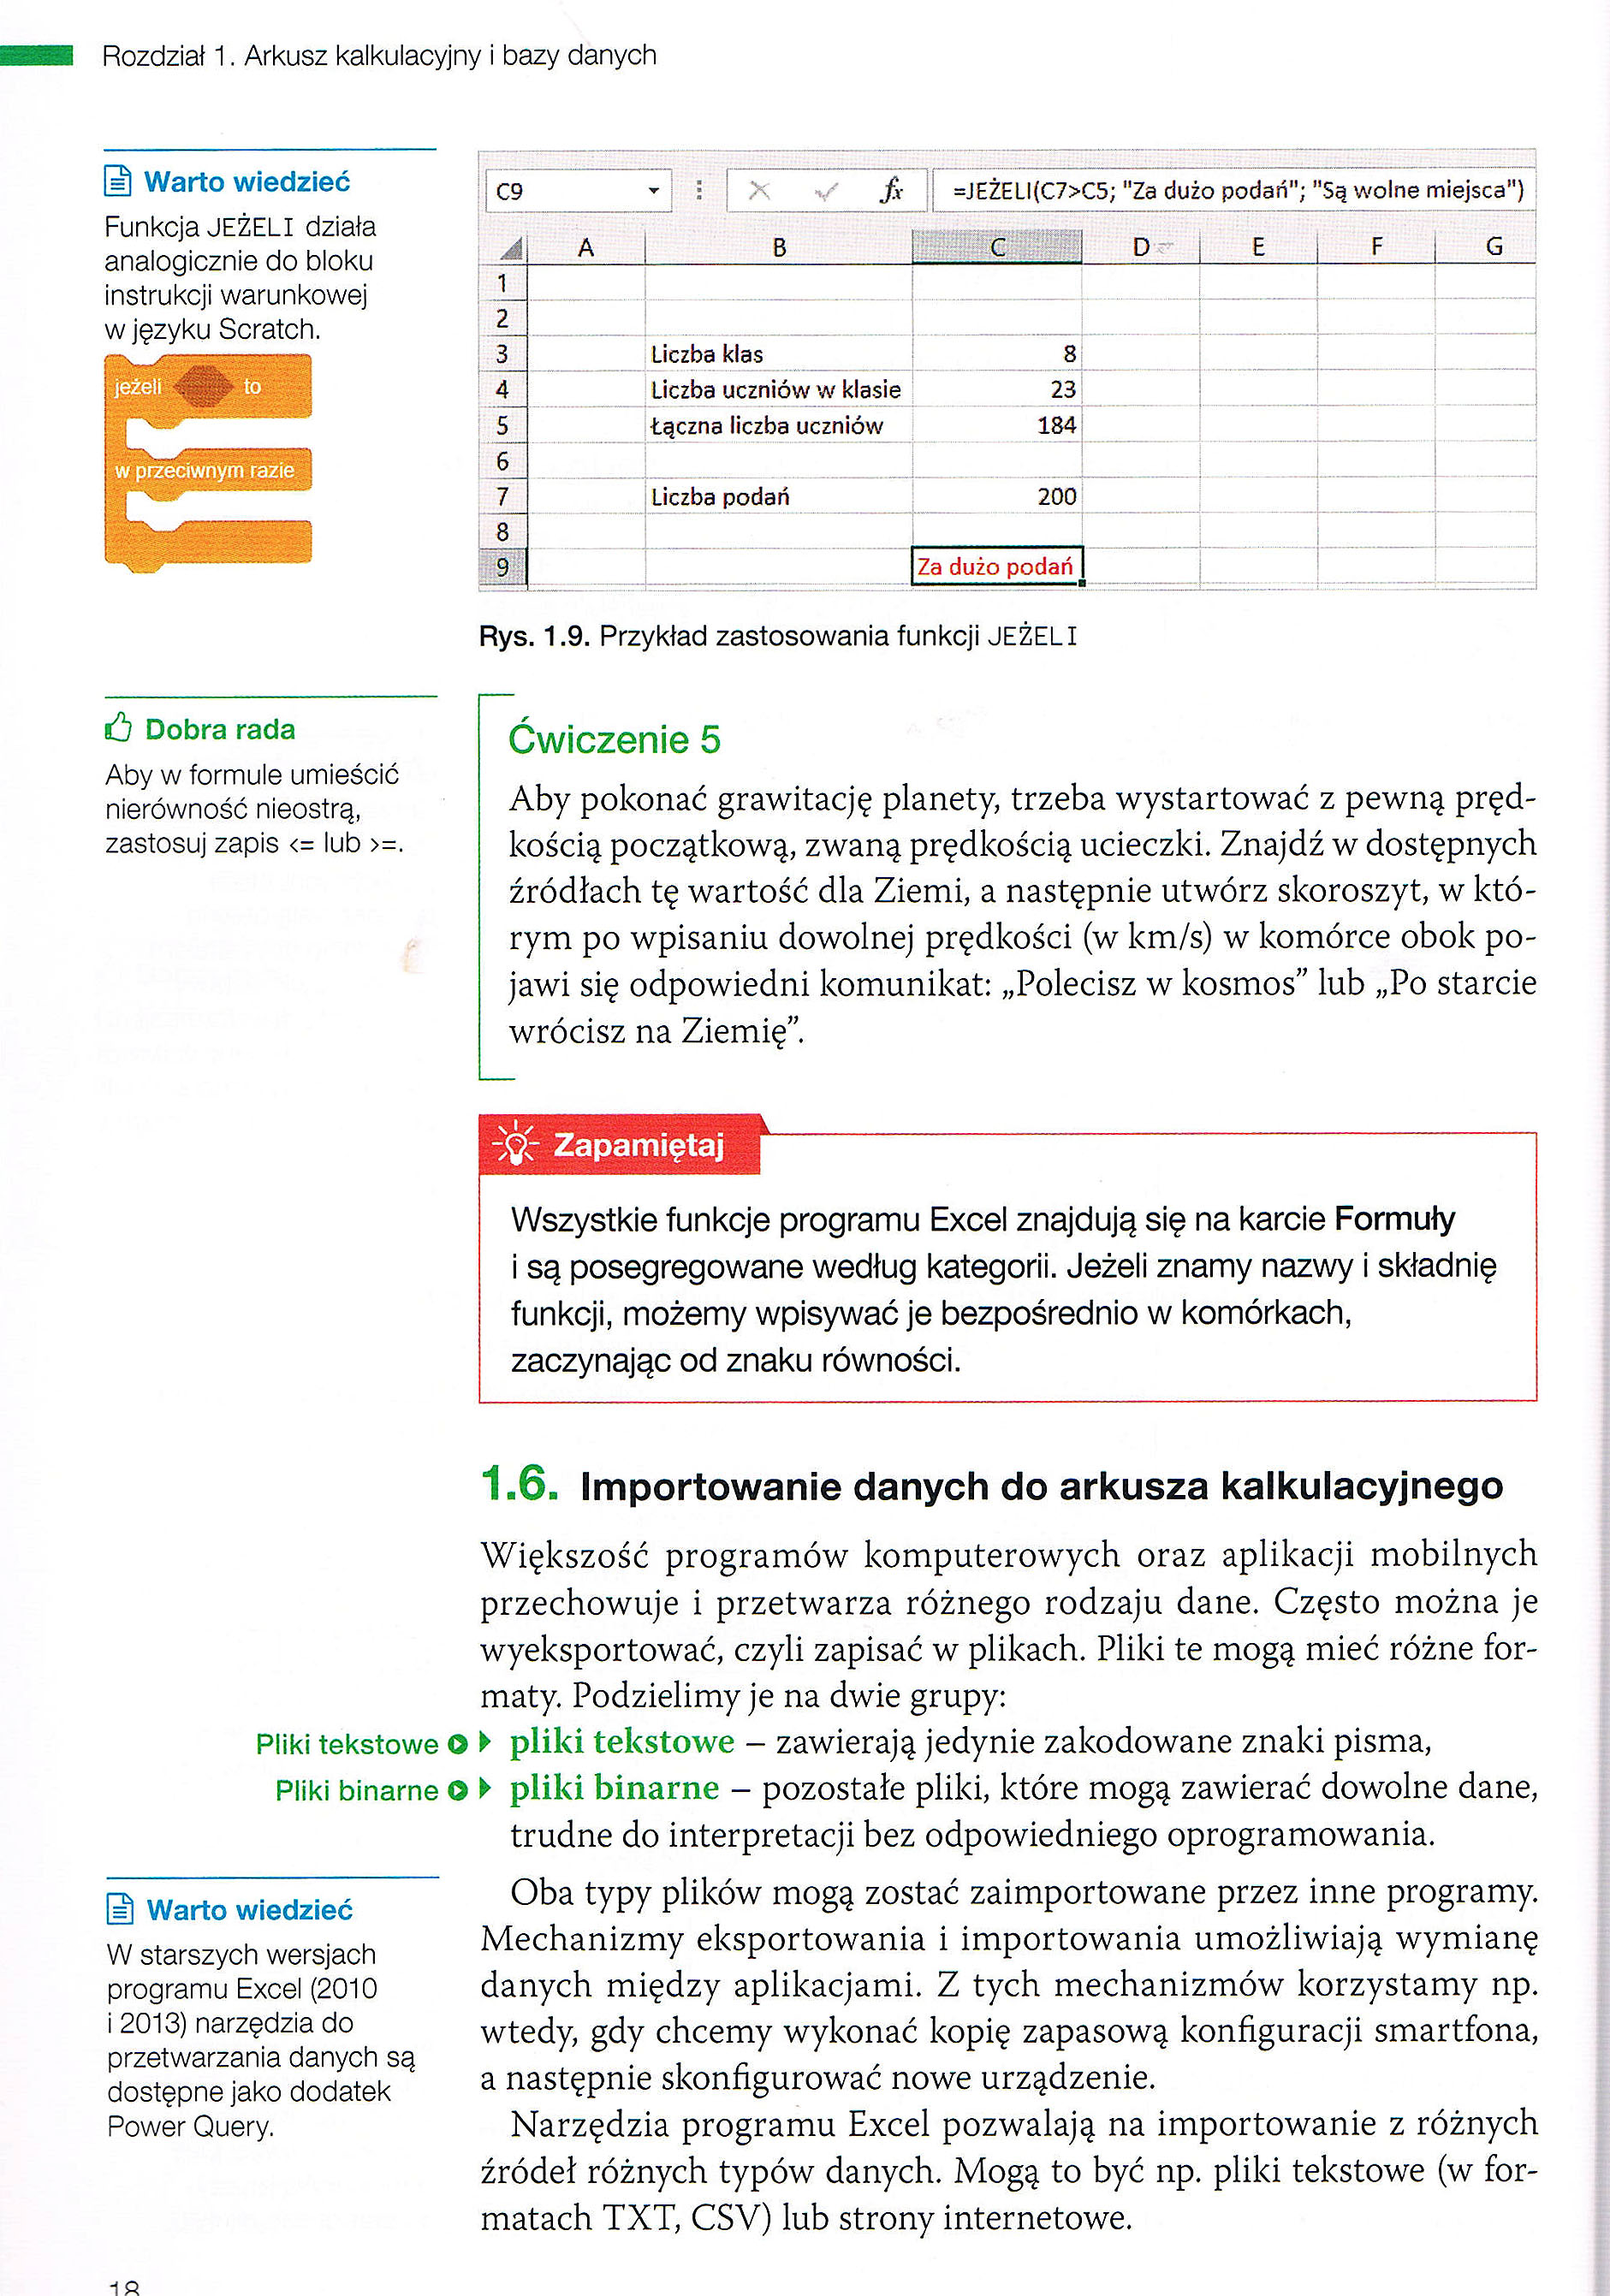 Rozdział 1. Arkusz kalkulacyjny i bazy danych
Warto wiedzieć
Funkcja JEŻELI działa
analogicznie do bloku
instrukcji warunkowej
w języku Scratch.
jeżeli to
w przeciwnym razie
C9 fx =JEŻELI(C7>C5; "Za dużo podań"; "Są wolne miejsca")
A B C D E F G
1
2
3 Liczba klas 8
4 Liczba uczniów w klasie 23
5 Łączna liczba uczniów 184
6
7 Liczba podań 200
8
9 Za dużo podań
Rys. 1.9. Przykład zastosowania funkcji JEŻELI
Dobra rada
Aby w formule umieścić
nierówność nieostrą,
zastosuj zapis <= lub >=.
Ćwiczenie 5
Aby pokonać grawitację planety, trzeba wystartować z pewną pręd-
kością początkową, zwaną prędkością ucieczki. Znajdź w dostępnych
źródłach tę wartość dla Ziemi, a następnie utwórz skoroszyt, w któ-
rym po wpisaniu dowolnej prędkości (w km/s) w komórce obok po-
jawi się odpowiedni komunikat: „Polecisz w kosmos” lub „Po starcie
wrócisz na Ziemię”.
Zapamiętaj
Wszystkie funkcje programu Excel znajdują się na karcie Formuły
i są posegregowane według kategorii. Jeżeli znamy nazwy i składnię
funkcji, możemy wpisywać je bezpośrednio w komórkach,
zaczynając od znaku równości.
1.6. Importowanie danych do arkusza kalkulacyjnego
Większość programów komputerowych oraz aplikacji mobilnych
przechowuje i przetwarza różnego rodzaju dane. Często można je
wyeksportować, czyli zapisać w plikach. Pliki te mogą mieć różne for-
maty. Podzielimy je na dwie grupy:
Pliki tekstowe
pliki tekstowe – zawierają jedynie zakodowane znaki pisma,
Pliki binarne
pliki binarne – pozostałe pliki, które mogą zawierać dowolne dane,
trudne do interpretacji bez odpowiedniego oprogramowania.
Warto wiedzieć
W starszych wersjach
programu Excel (2010
i 2013) narzędzia do
przetwarzania danych są
dostępne jako dodatek
Power Query.
Oba typy plików mogą zostać zaimportowane przez inne programy.
Mechanizmy eksportowania i importowania umożliwiają wymianę
danych między aplikacjami. Z tych mechanizmów korzystamy np.
wtedy, gdy chcemy wykonać kopię zapasową konfiguracji smartfona,
a następnie skonfigurować nowe urządzenie.
Narzędzia programu Excel pozwalają na importowanie z różnych
źródeł różnych typów danych. Mogą to być np. pliki tekstowe (w for-
matach TXT, CSV) lub strony internetowe.
18